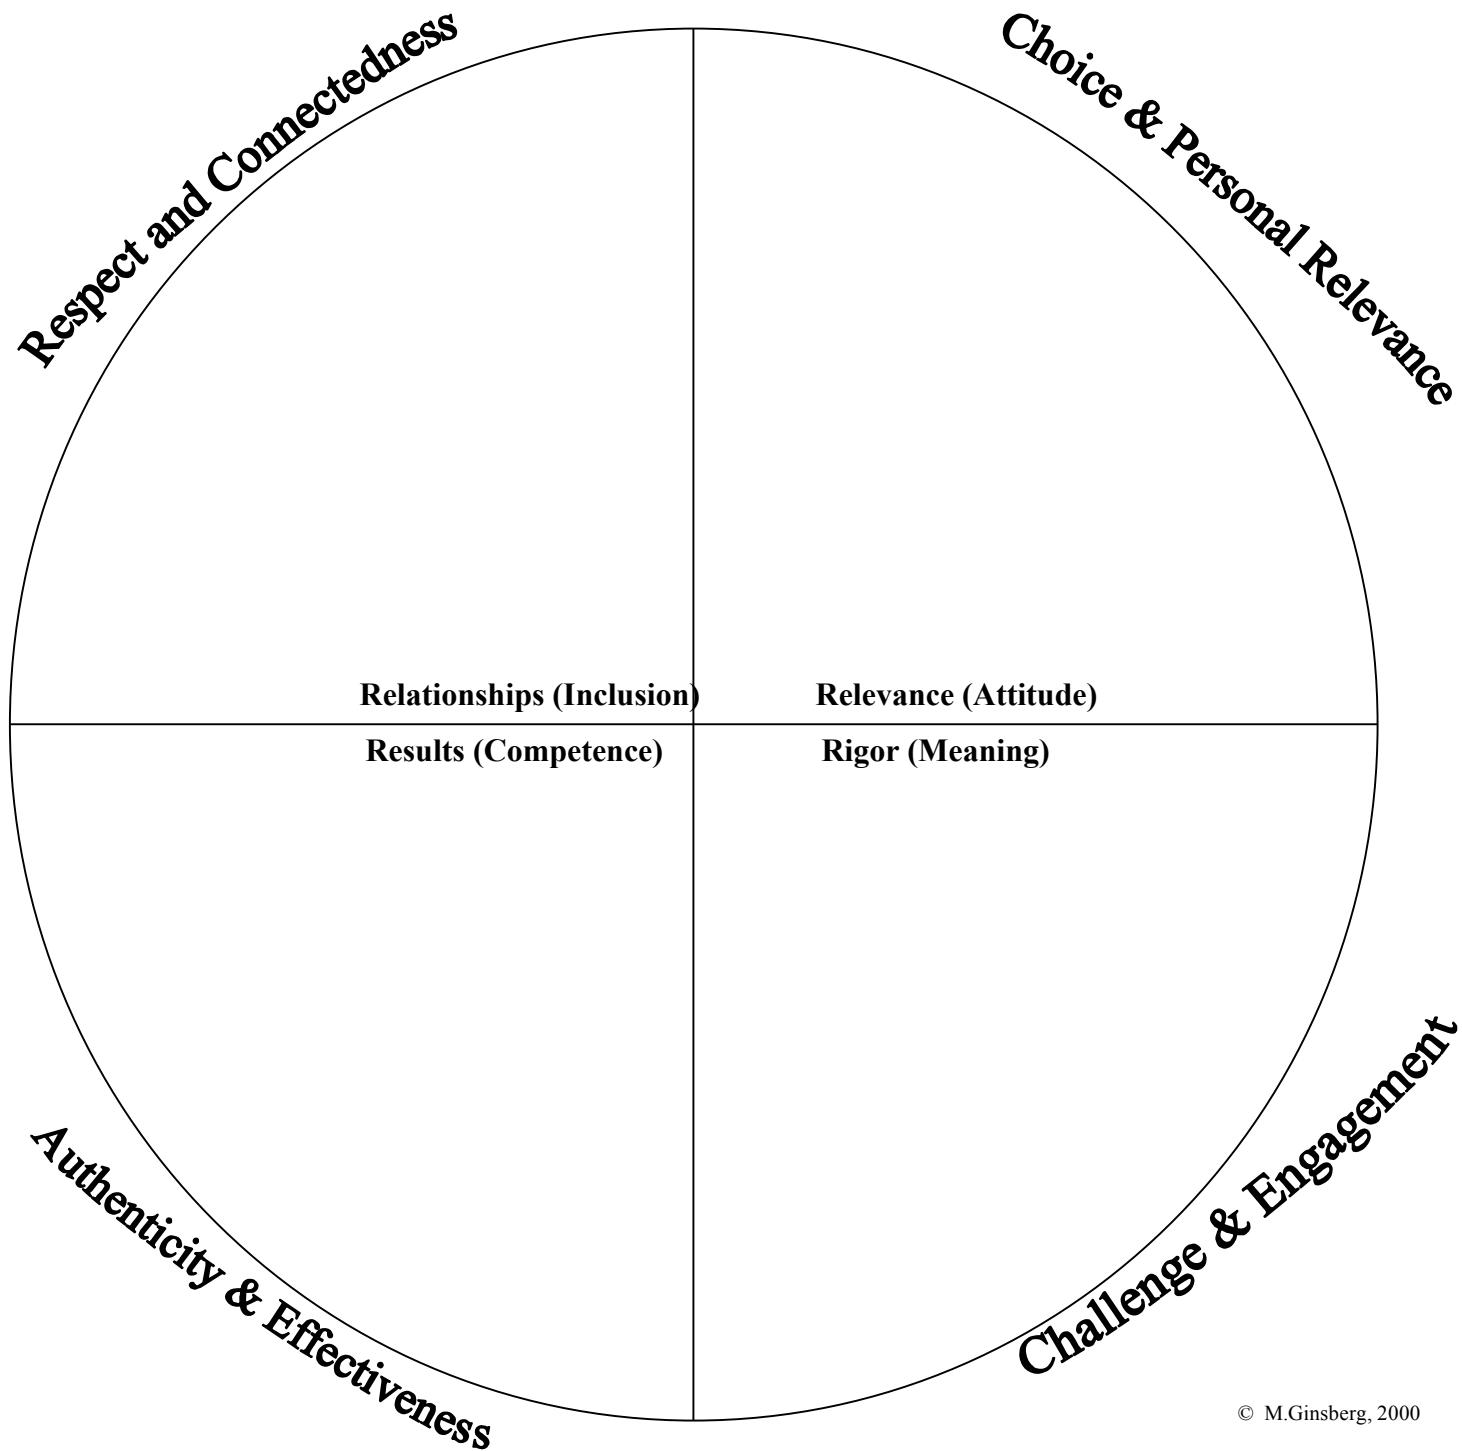 Respect and Connectedness
Choice & Personal Relevance
Relationships (Inclusion)
Relevance (Attitude)
Results (Competence)
Rigor (Meaning)
Authenticity & Effectiveness
Challenge & Engagement
© M.Ginsberg, 2000